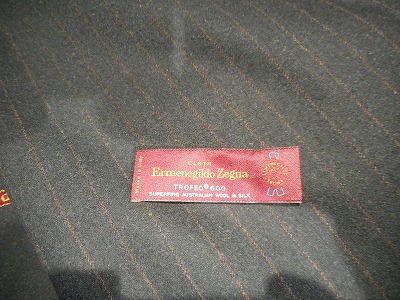 CLOTH
Ermenegildo Zegna
TROFEO® 600
SUPERFINE AUSTRALIAN WOOL & SILK